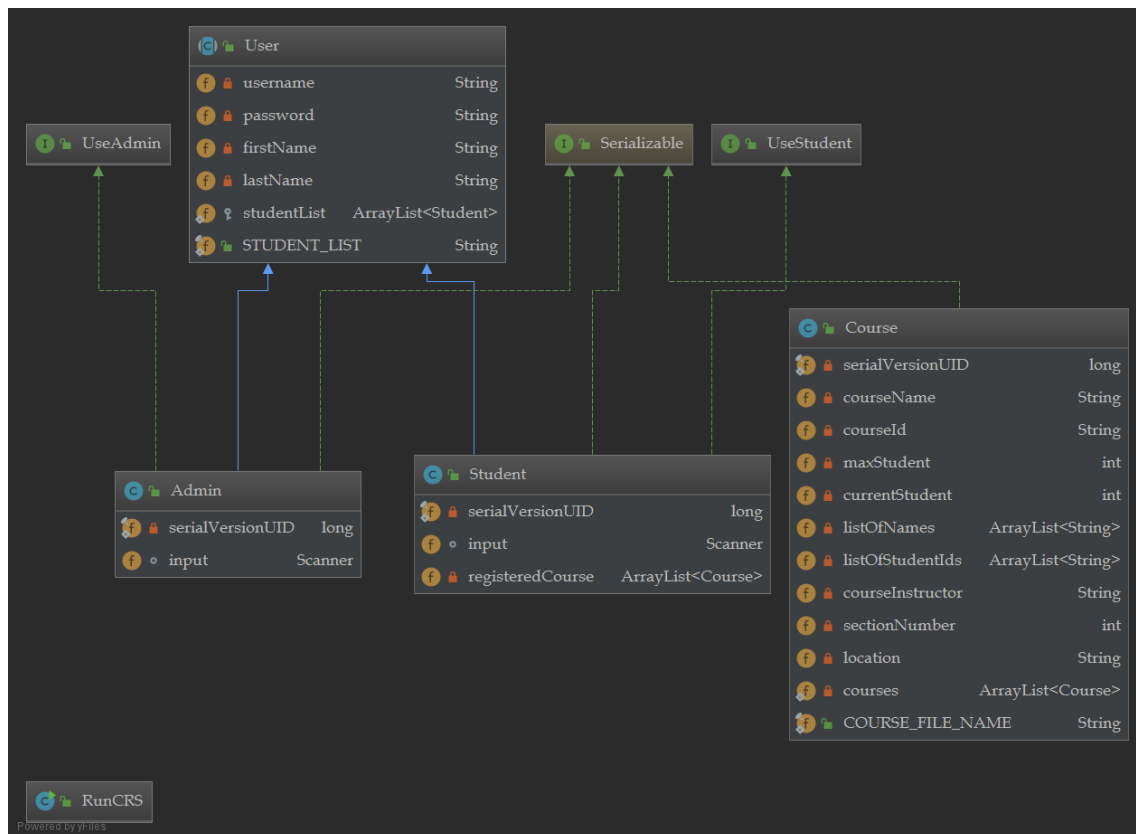 User
username String
password String
firstName String
lastName String
studentList ArrayList<Student>
STUDENT_LIST String
UseAdmin
Serializable
UseStudent
Course
serialVersionUID long
courseName String
courseId String
maxStudent int
currentStudent int
listOfNames ArrayList<String>
listOfStudentIds ArrayList<String>
courseInstructor String
sectionNumber int
location String
courses ArrayList<Course>
COURSE_FILE_NAME String
Admin
serialVersionUID long
input Scanner
Student
serialVersionUID long
input Scanner
registeredCourse ArrayList<Course>
RunCRS
Powered by yFiles